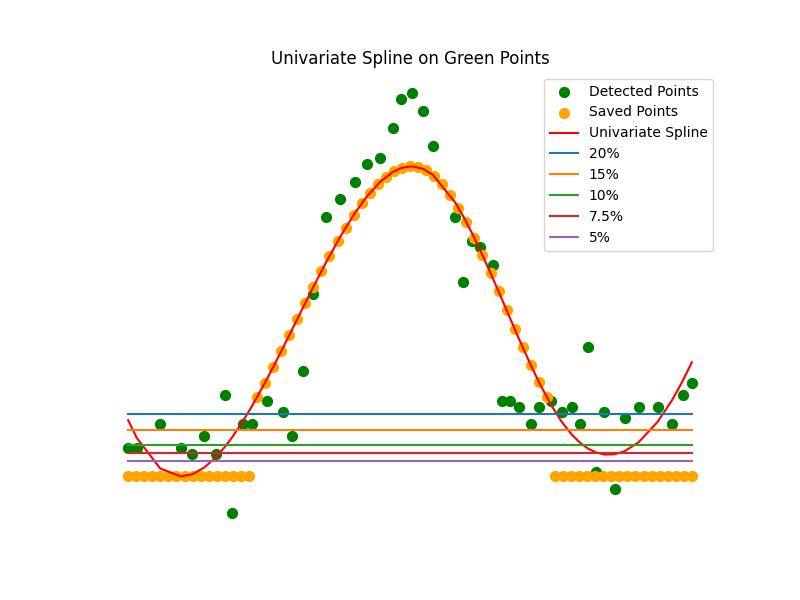 Univariate Spline on Green Points
Detected Points
Saved Points
Univariate Spline
20%
15%
10%
7.5%
5%